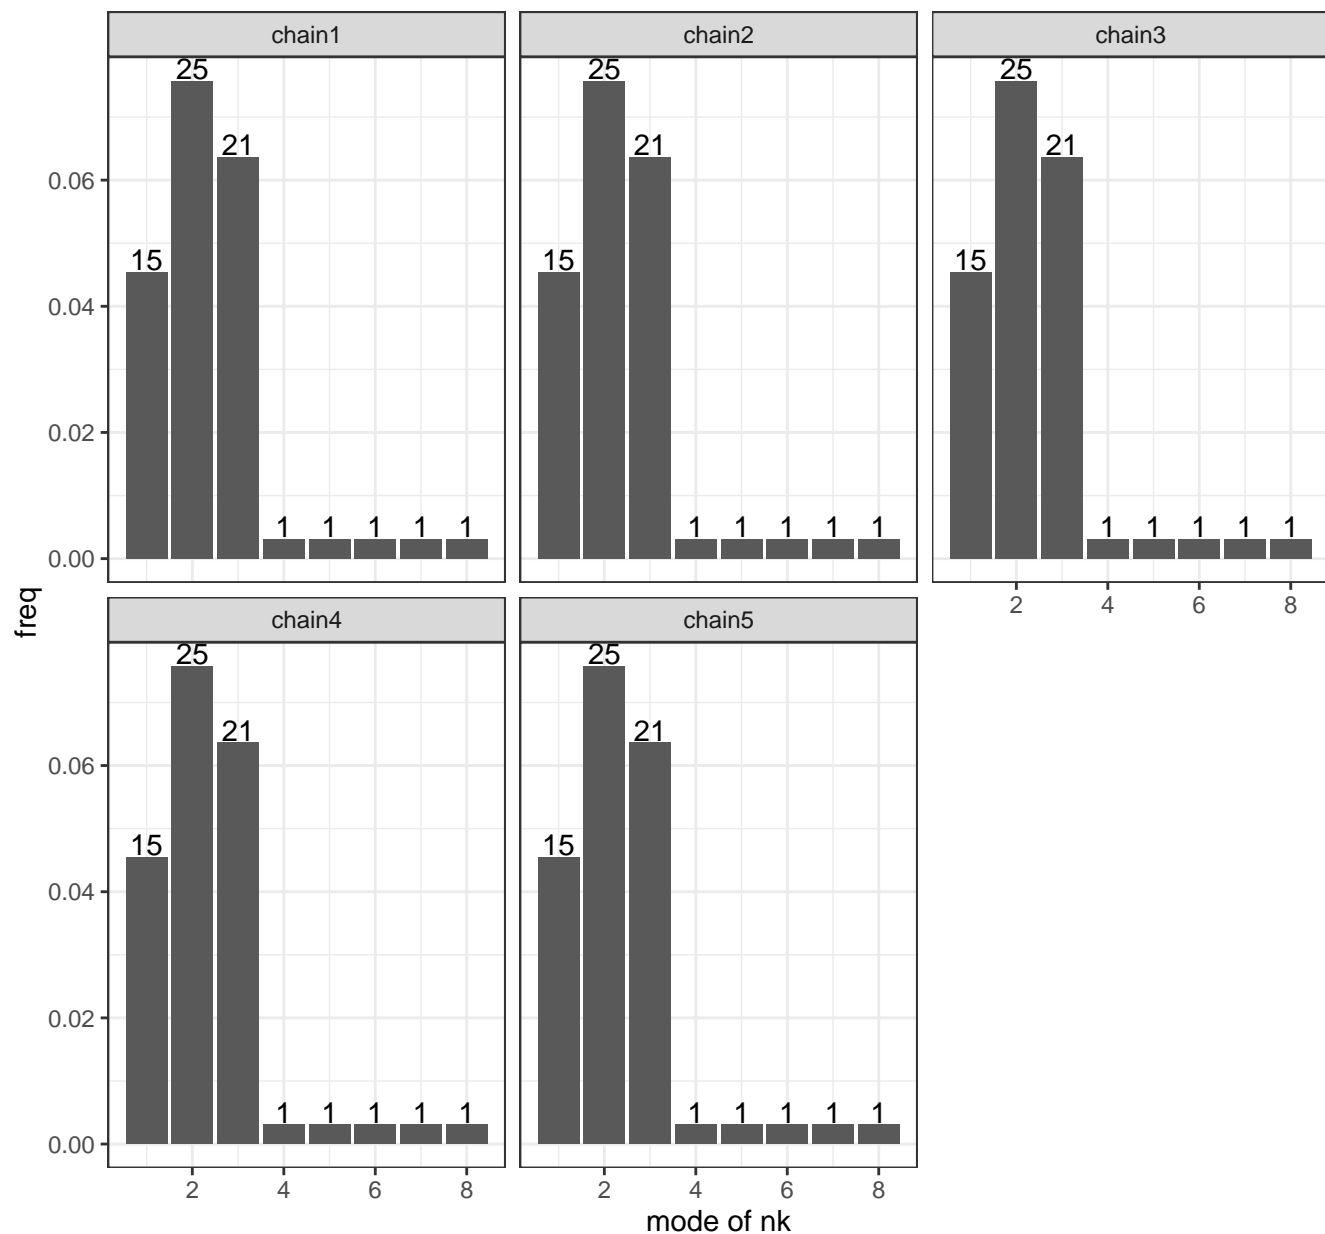 chain1 chain2 chain3
25 25 25
21 21 21
0.06
15 15 15
0.04
0.02
1 1 1 1 1 1 1 1 1 1 1 1 1 1 1
0.00
2 4 6 8
freq
chain4 chain5
25 25
21 21
0.06
15 15
0.04
0.02
1 1 1 1 1 1 1 1 1 1
0.00
2 4 6 8 2 4 6 8
mode of nk